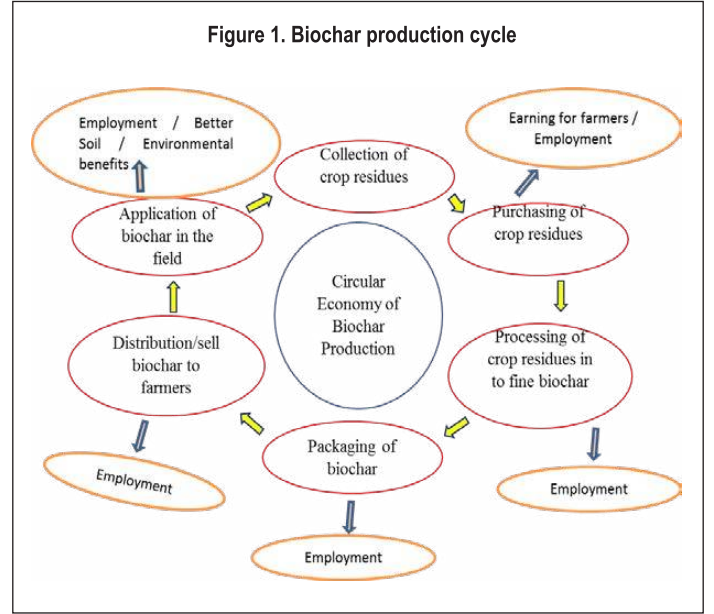 Figure 1. Biochar production cycle
Employment / Better
Soil / Environmental
benefits
Earning for farmers /
Employment
Collection of
crop residues
Application of
biochar in the
field
Purchasing of
crop residues
Circular
Economy of
Biochar
Production
Distribution/sell
biochar to
farmers
Processing of
crop residues in
to fine biochar
Packaging of
biochar
Employment
Employment
Employment